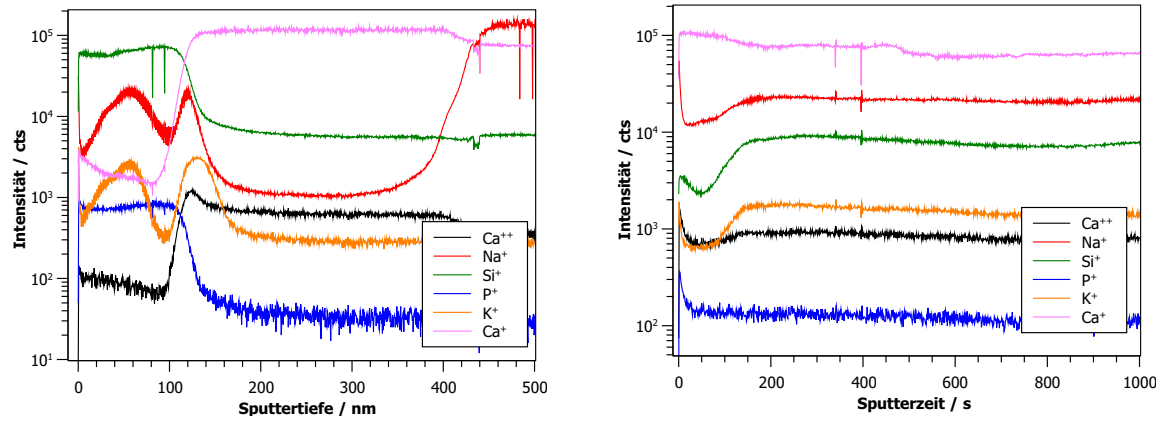 Intensität / cts
10⁵
10⁴
10³
10²
10¹
0
100
200
300
400
500
Sputtertiefe / nm
Ca⁺⁺
Na⁺
Si⁺
P⁺
K⁺
Ca⁺
Intensität / cts
10⁵
10⁴
10³
10²
0
200
400
600
800
1000
Sputterzeit / s
Ca⁺⁺
Na⁺
Si⁺
P⁺
K⁺
Ca⁺